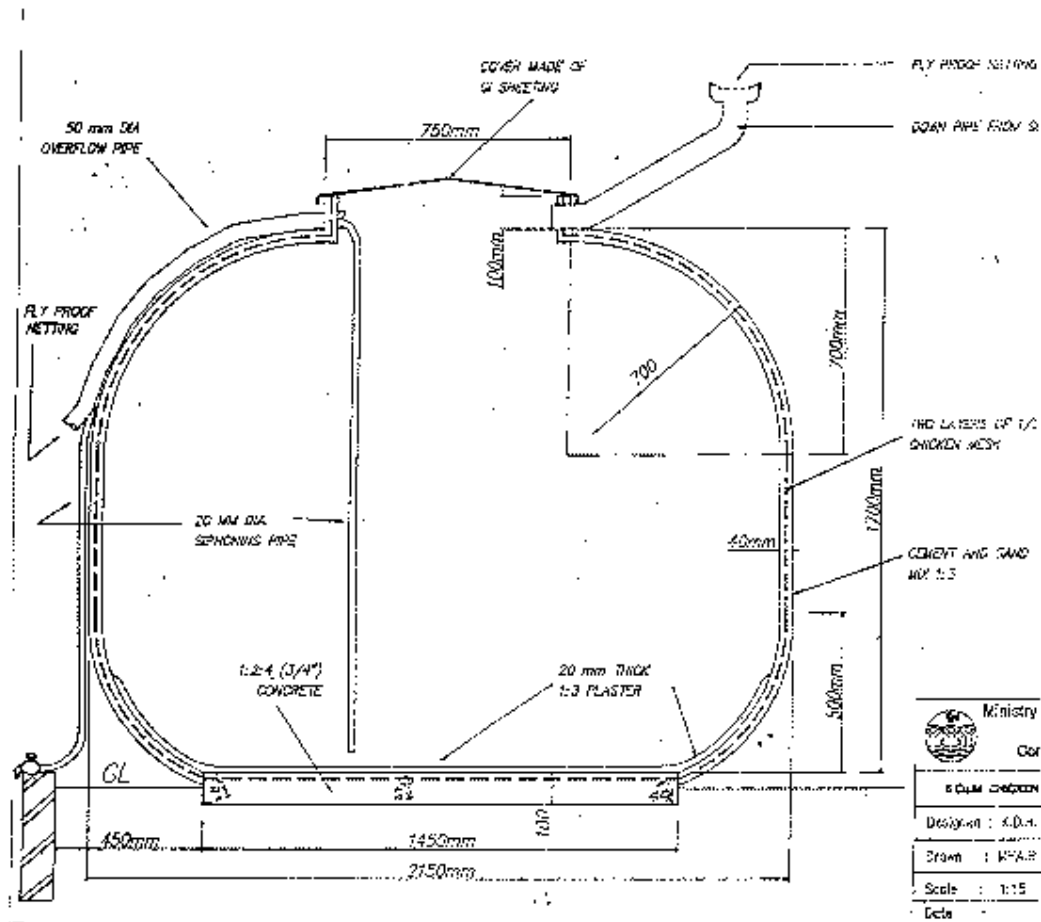 COVER MADE OF
GI SHEETING
FLY PROOF NETTING
750mm
50 mm DIA
OVERFLOW PIPE
DOWN PIPE FROM
100mm
FLY PROOF
NETTING
700mm
700
TWO LAYERS OF 1/
CHICKEN MESH
1700mm
20 MM DIA.
SIPHONING PIPE
40mm
CEMENT AND SAND
MIX 1:3
1:2:4 (3/4")
CONCRETE
20 mm THICK
1:3 PLASTER
500mm
Ministry
Con
GL
100
450mm
1450mm
2150mm
Designed :
Drawn :
Scale : 1:15
Date